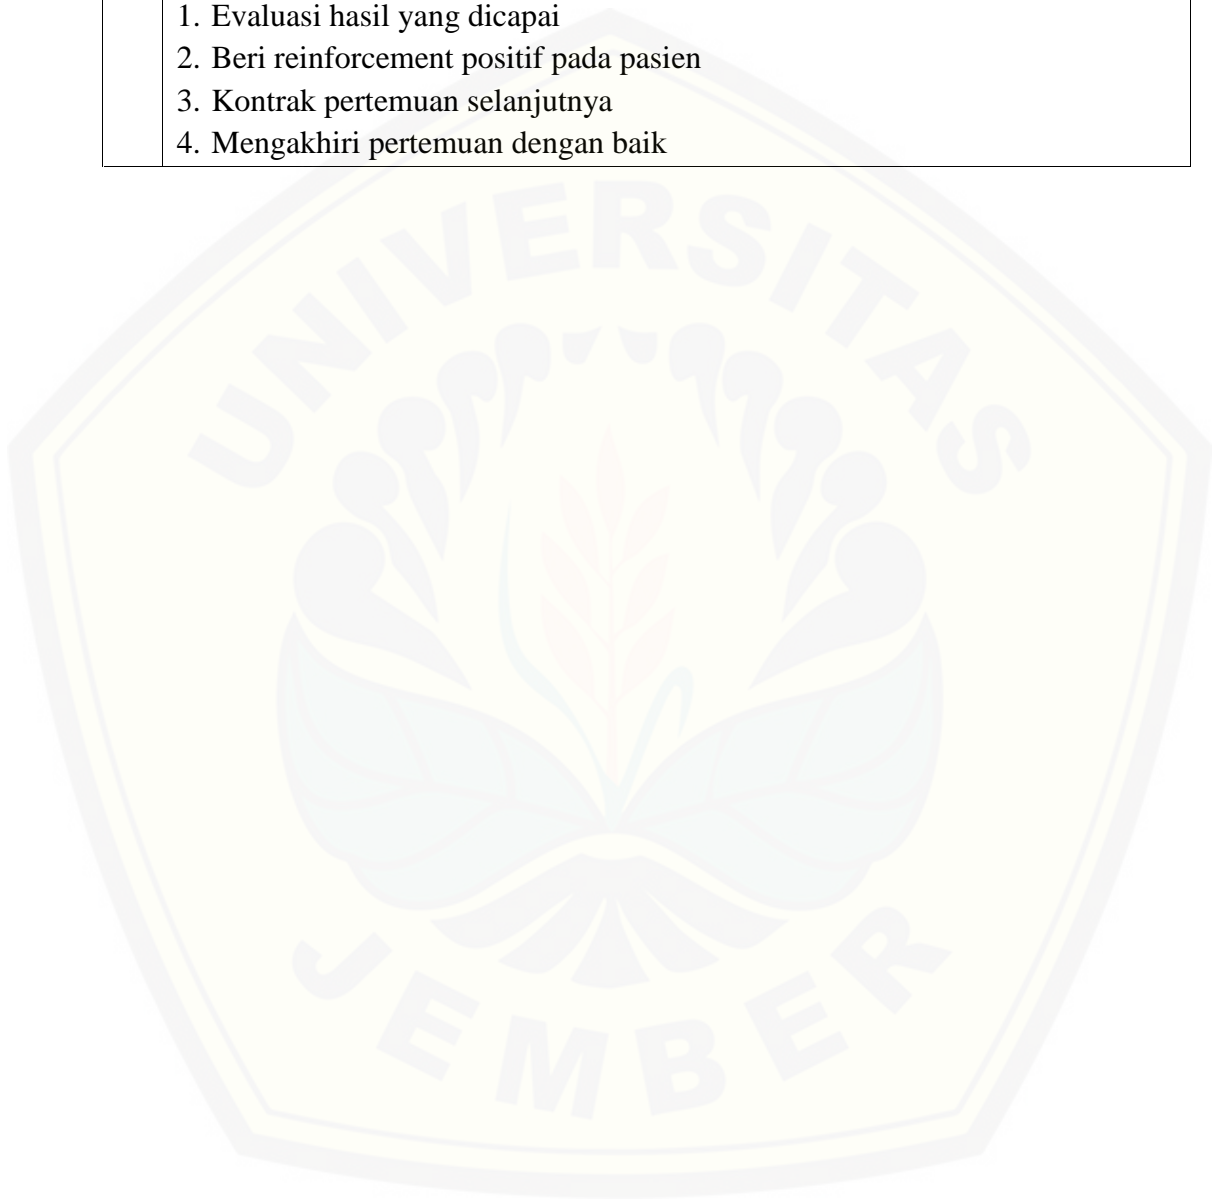 1. Evaluasi hasil yang dicapai
2. Beri reinforcement positif pada pasien
3. Kontrak pertemuan selanjutnya
4. Mengakhiri pertemuan dengan baik
UNIVERSITAS
JEMBER